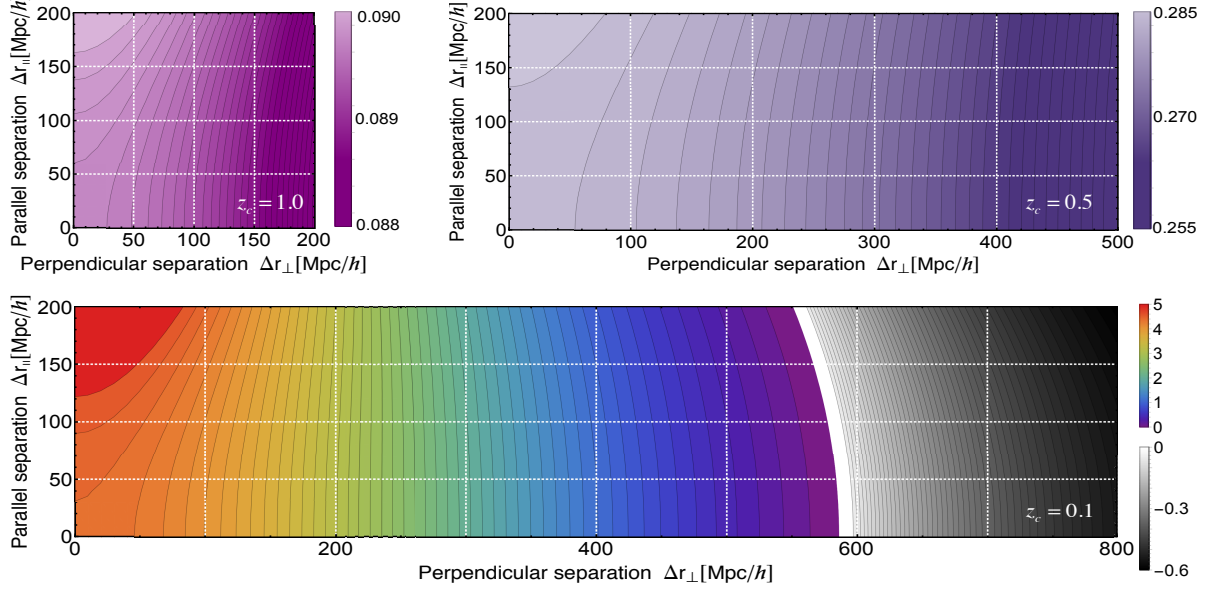 Parallel separation Δr∥[Mpc/h]
200
150
100
50
0
0 50 100 150 200
Perpendicular separation Δr⊥[Mpc/h]
z_c = 1.0
0.090
0.089
0.088
Parallel separation Δr∥[Mpc/h]
200
150
100
50
0
0 100 200 300 400 500
Perpendicular separation Δr⊥[Mpc/h]
z_c = 0.5
0.285
0.270
0.255
Parallel separation Δr∥[Mpc/h]
200
150
100
50
0
0 200 400 600 800
Perpendicular separation Δr⊥[Mpc/h]
z_c = 0.1
5
4
3
2
1
0
0
−0.3
−0.6